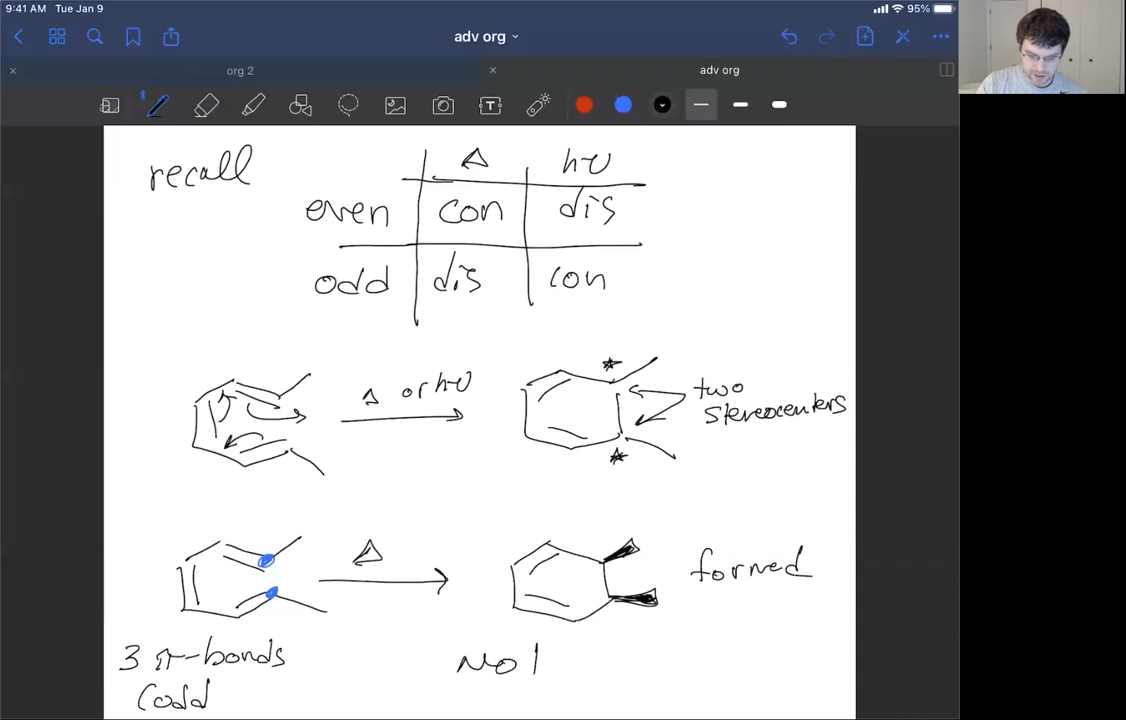 9:41 AM Tue Jan 9
95%
adv org
org 2
adv org
recall
Δ hν
even con dis
odd dis con
Δ or hν
two
stereocenters
Δ
formed
3 π-bonds
(odd